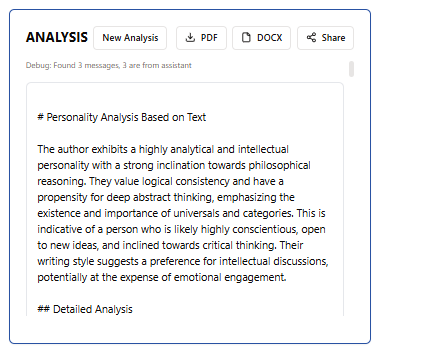 ANALYSIS New Analysis PDF DOCX Share
Debug: Found 3 messages, 3 are from assistant
# Personality Analysis Based on Text
The author exhibits a highly analytical and intellectual
personality with a strong inclination towards philosophical
reasoning. They value logical consistency and have a
propensity for deep abstract thinking, emphasizing the
existence and importance of universals and categories. This is
indicative of a person who is likely highly conscientious, open
to new ideas, and inclined towards critical thinking. Their
writing style suggests a preference for intellectual discussions,
potentially at the expense of emotional engagement.
## Detailed Analysis